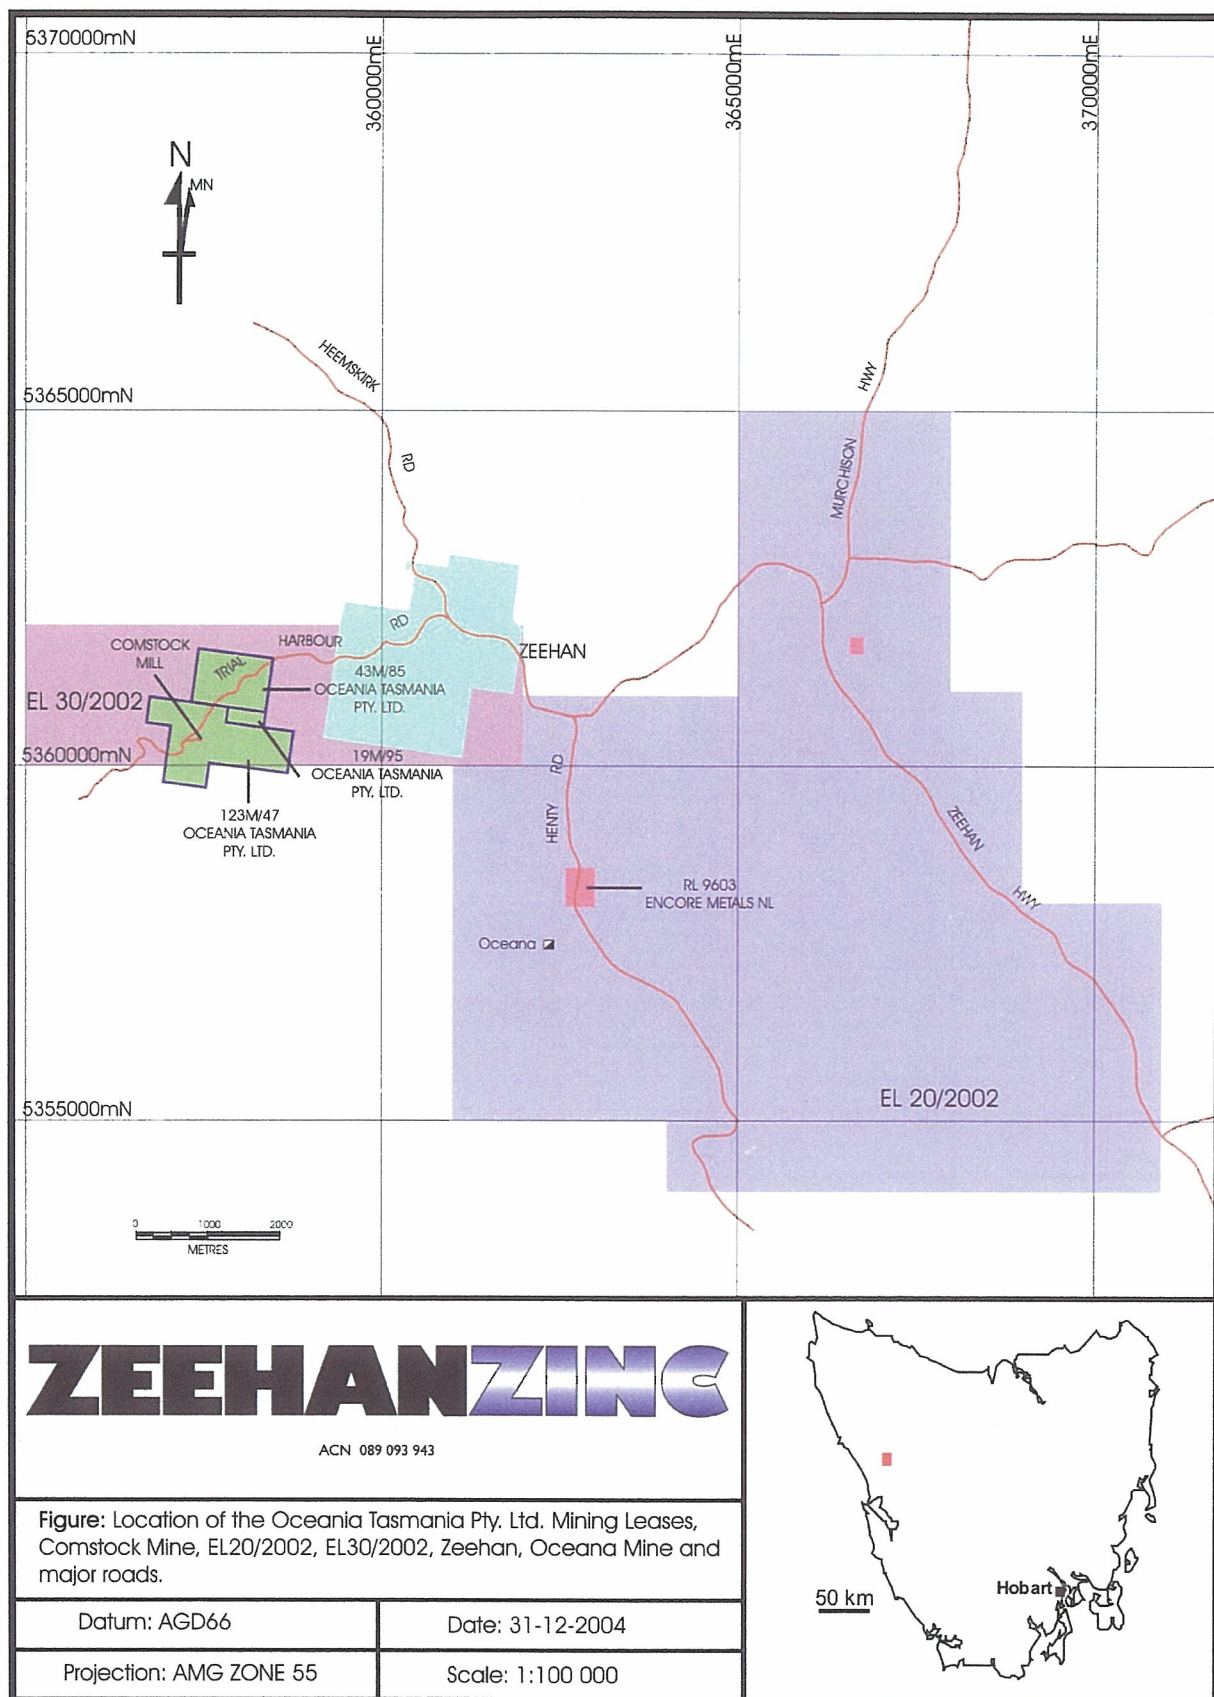 5370000mN
360000mE
365000mE
370000mE
N
MN
HEEMSKIRK
RD
5365000mN
HWY
MURCHISON
COMSTOCK
MILL
TRIAL
HARBOUR
RD
ZEEHAN
EL 30/2002
43M/85
OCEANIA TASMANIA
PTY. LTD.
5360000mN
19M/95
OCEANIA TASMANIA
PTY. LTD.
123M/47
OCEANIA TASMANIA
PTY. LTD.
HENTY
RD
ZEEHAN
HWY
RL 9603
ENCORE METALS NL
Oceana
EL 20/2002
5355000mN
0 1000 2000
METRES
ZEEHANZINC
ACN 089 093 943
Figure: Location of the Oceania Tasmania Pty. Ltd. Mining Leases,
Comstock Mine, EL20/2002, EL30/2002, Zeehan, Oceana Mine and
major roads.
Datum: AGD66
Date: 31-12-2004
Projection: AMG ZONE 55
Scale: 1:100 000
Hobart
50 km